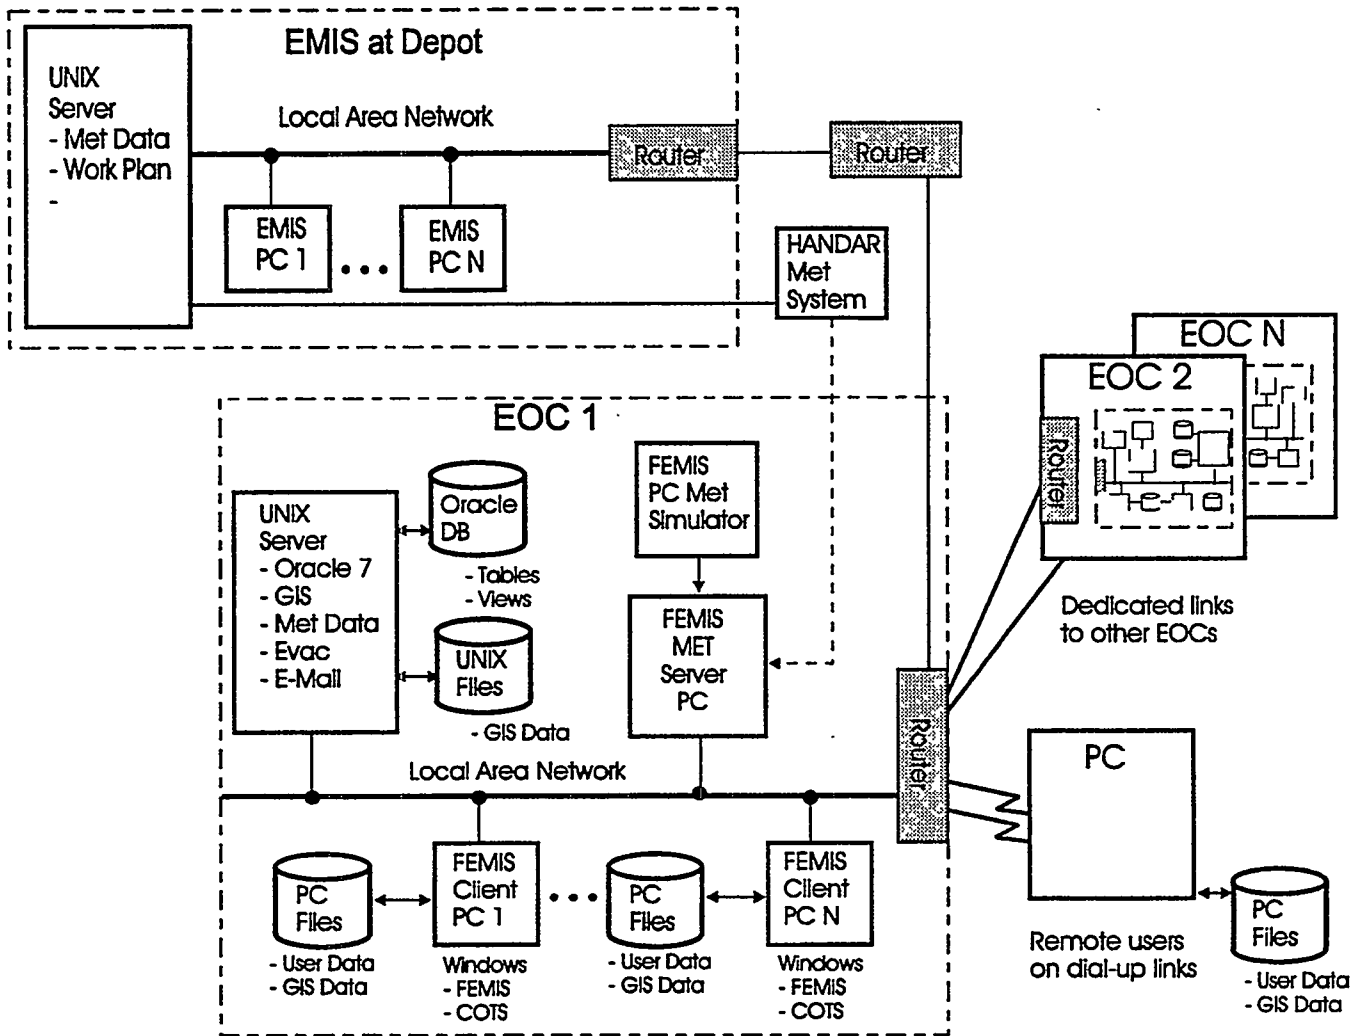 EMIS at Depot
UNIX
Server
- Met Data
- Work Plan
-
Local Area Network
Router
Router
EMIS
PC 1
EMIS
PC N
HANDAR
Met
System
EOC N
EOC 2
Router
Dedicated links
to other EOCs
EOC 1
UNIX
Server
- Oracle 7
- GIS
- Met Data
- Evac
- E-Mail
Oracle
DB
- Tables
- Views
UNIX
Files
- GIS Data
FEMIS
PC Met
Simulator
FEMIS
MET
Server
PC
Router
Local Area Network
PC
Files
- User Data
- GIS Data
FEMIS
Client
PC 1
Windows
- FEMIS
- COTS
PC
Files
- User Data
- GIS Data
FEMIS
Client
PC N
Windows
- FEMIS
- COTS
PC
Remote users
on dial-up links
PC
Files
- User Data
- GIS Data